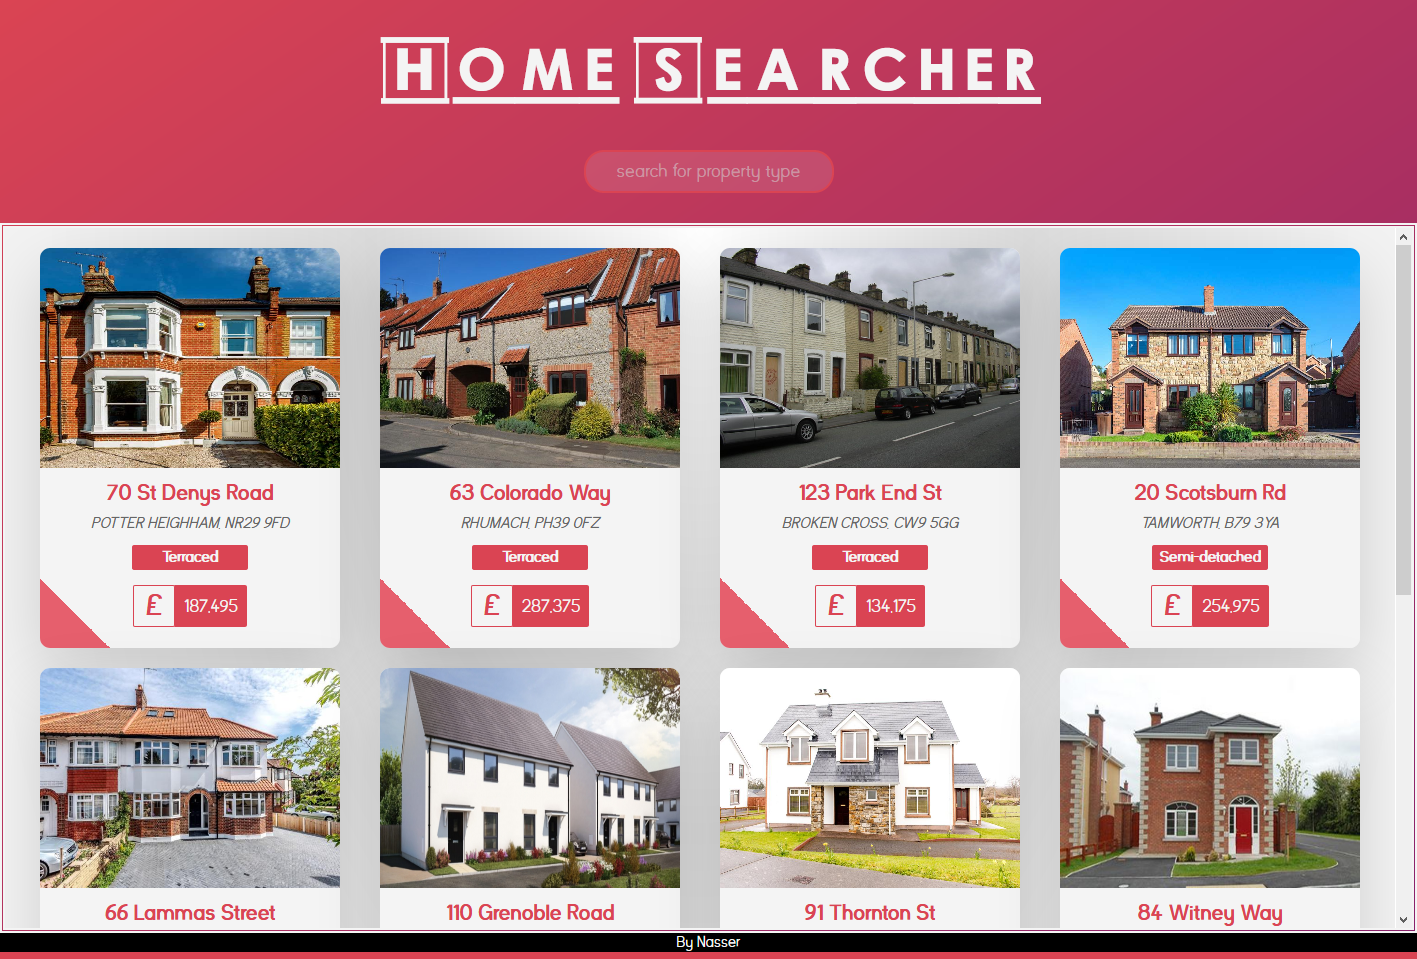 HOME SEARCHER
search for property type
70 St Denys Road
POTTER HEIGHHAM, NR29 9FD
Terraced
£ 187,495
63 Colorado Way
RHUMACH, PH39 0FZ
Terraced
£ 287,375
123 Park End St
BROKEN CROSS, CW9 5GG
Terraced
£ 134,175
20 Scotsburn Rd
TAMWORTH, B79 3YA
Semi-detached
£ 254,975
66 Lammas Street
110 Grenoble Road
91 Thornton St
84 Witney Way
By Nasser